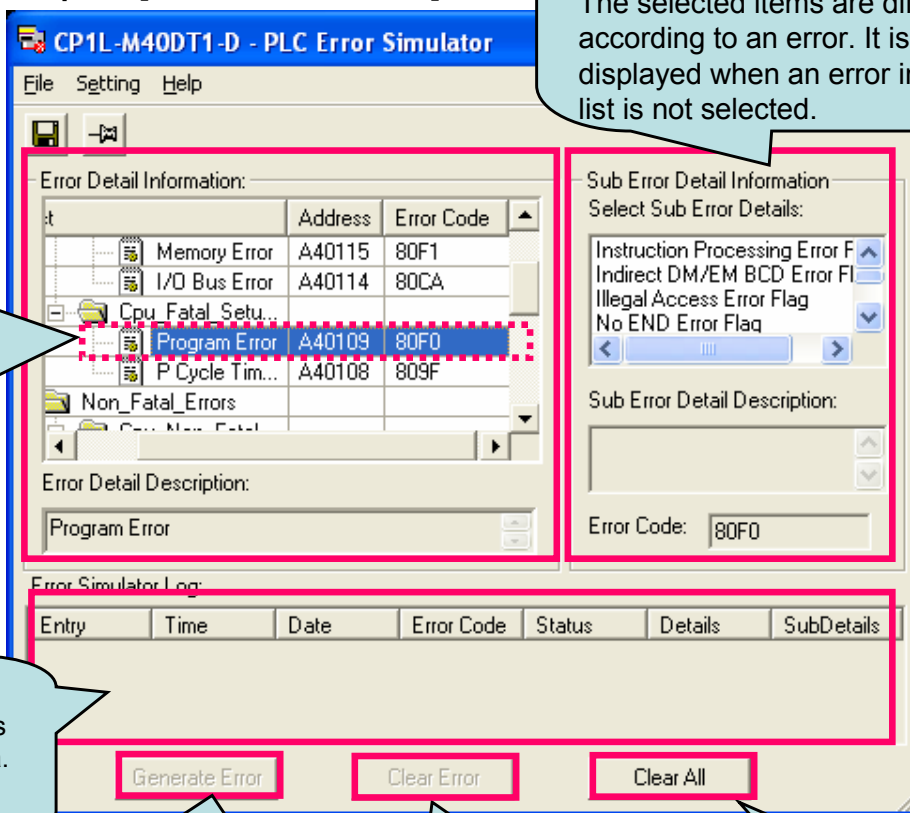 The selected items are di
according to an error. It is
displayed when an error i
list is not selected.
CP1L-M40DT1-D - PLC Error Simulator
File Setting Help
Error Detail Information:
Address Error Code
Memory Error A40115 80F1
I/O Bus Error A40114 80CA
Cpu_Fatal_Setu...
Program Error A40109 80F0
P Cycle Tim... A40108 809F
Non_Fatal_Errors
Error Detail Description:
Program Error
Sub Error Detail Information
Select Sub Error Details:
Instruction Processing Error F
Indirect DM/EM BCD Error Fl
Illegal Access Error Flag
No END Error Flag
Sub Error Detail Description:
Error Code: 80F0
Error Simulator Log:
Entry Time Date Error Code Status Details SubDetails
Generate Error Clear Error Clear All